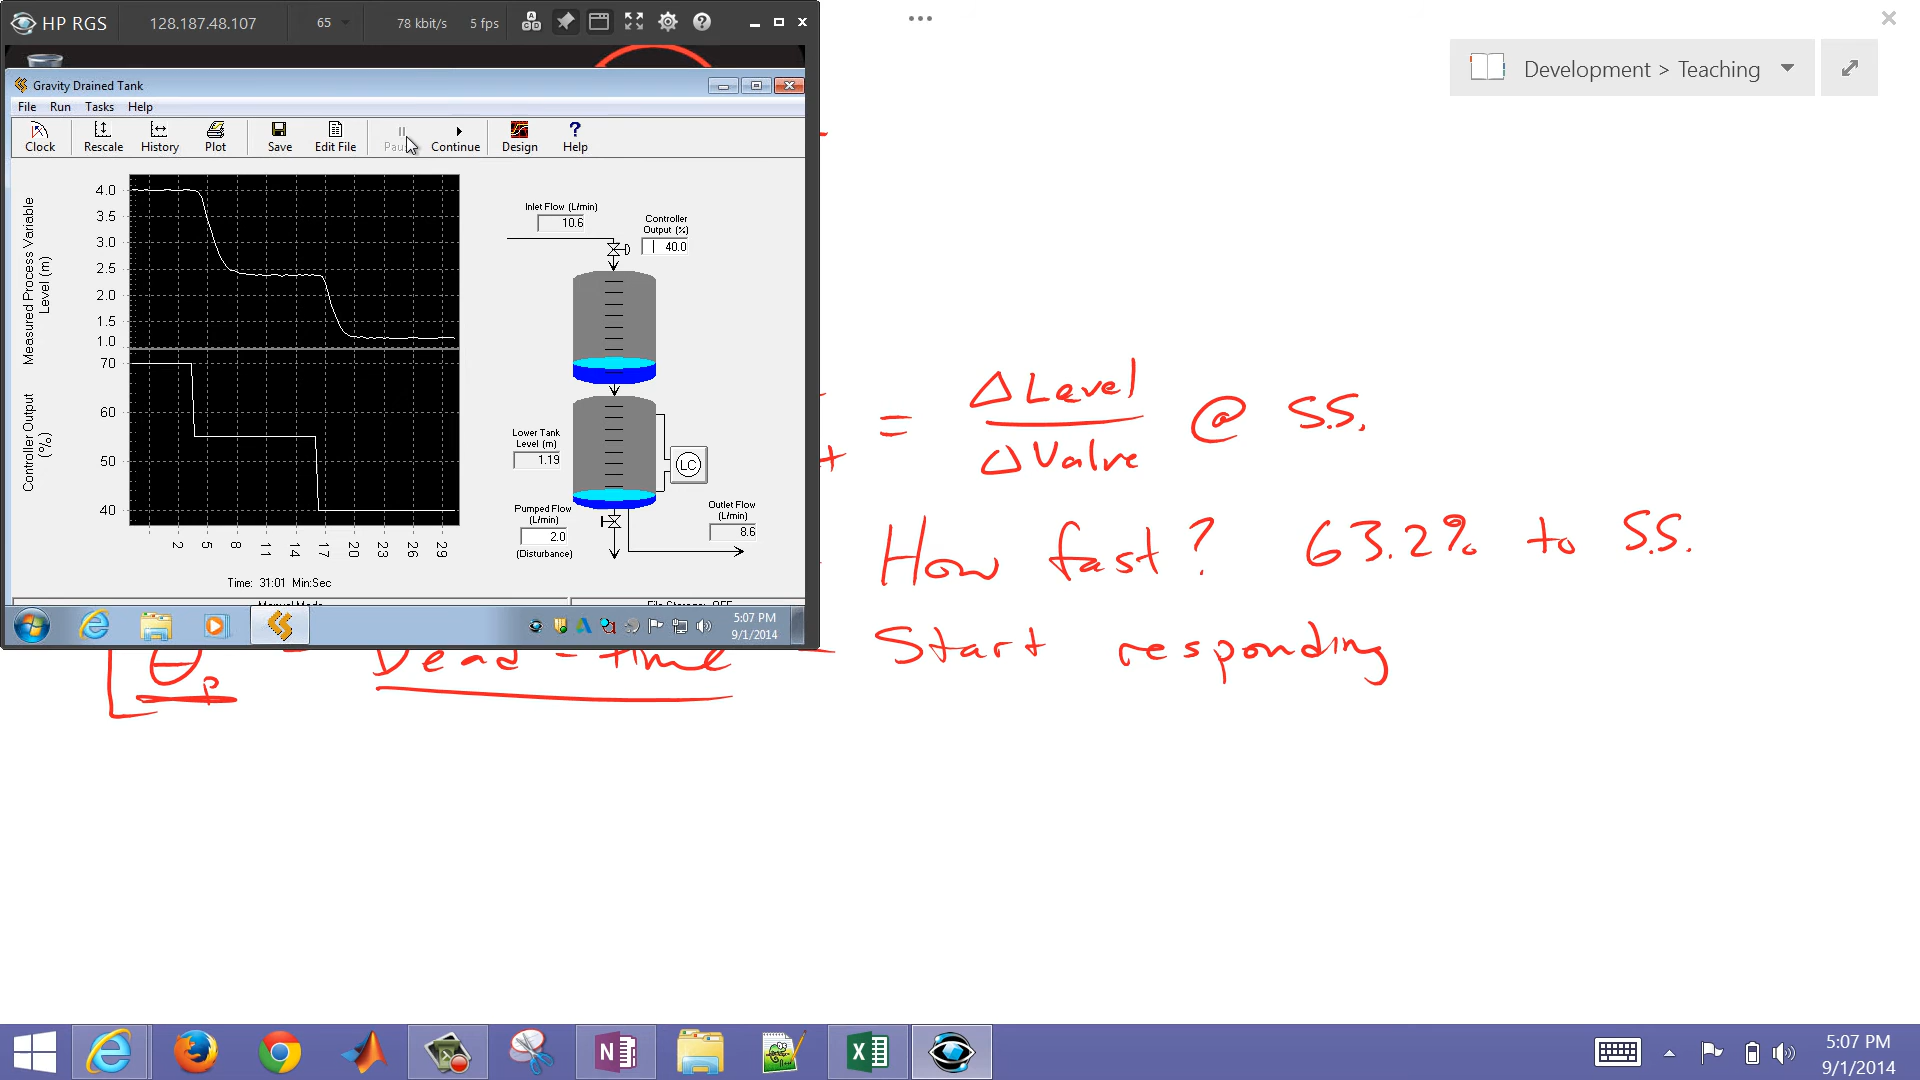 HP RGS 128.187.48.107 65 78 kbit/s 5 fps
Development > Teaching
Gravity Drained Tank
File Run Tasks Help
Clock Rescale History Plot Save Edit File Continue Design Help
Measured Process Variable
Level (m)
4.0
3.5
3.0
2.5
2.0
1.5
1.0
Controller Output
(%)
70
60
50
40
2 5 8 11 14 17 20 23 26 29
Time: 31:01 Min:Sec
Inlet Flow (L/min)
10.6
Controller
Output (%)
40.0
Lower Tank
Level (m)
1.19
LC
Pumped Flow
(L/min)
2.0
(Disturbance)
Outlet Flow
(L/min)
8.6
Manual Mode File Storage: OFF
5:07 PM
9/1/2014
= ΔLevel / ΔValve @ S.S.
How fast? 63.2% to S.S.
θp - Dead-time - Start responding
5:07 PM
9/1/2014